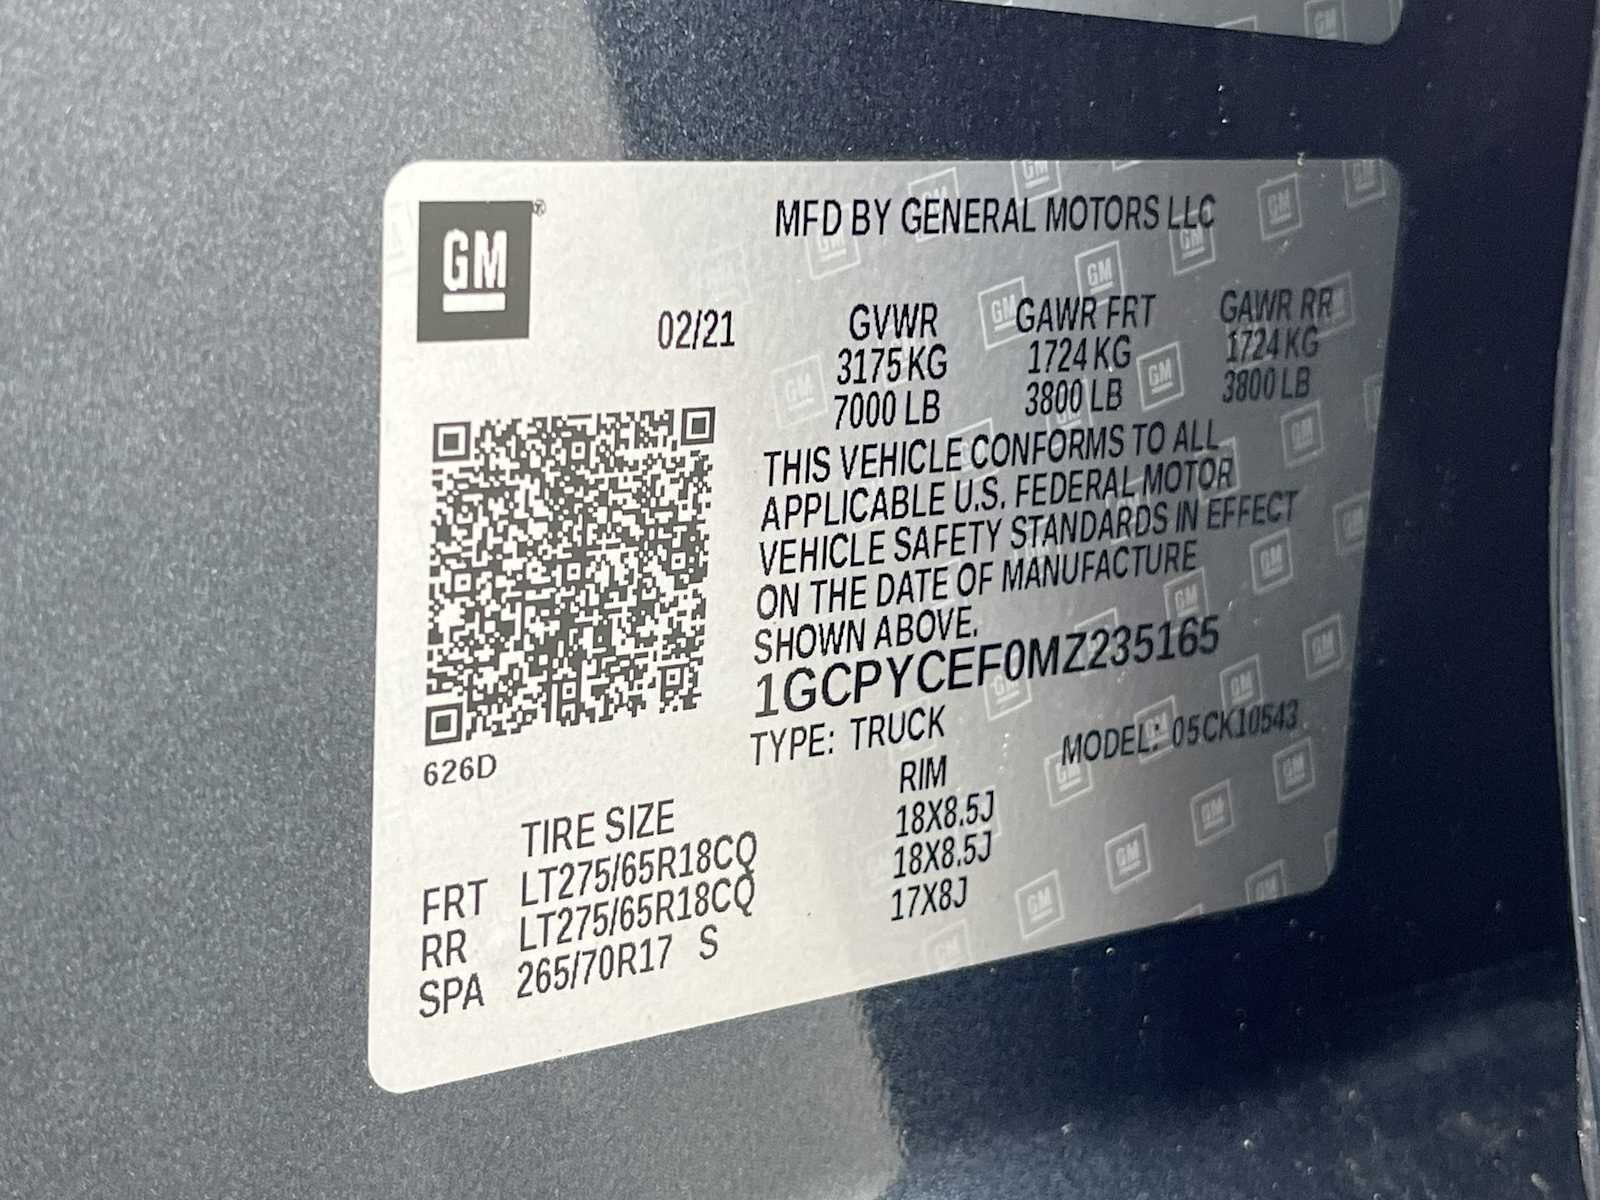 GM
MFD BY GENERAL MOTORS LLC
02/21
GVWR GAWR FRT GAWR RR
3175 KG 1724 KG 1724 KG
7000 LB 3800 LB 3800 LB
THIS VEHICLE CONFORMS TO ALL
APPLICABLE U.S. FEDERAL MOTOR
VEHICLE SAFETY STANDARDS IN EFFECT
ON THE DATE OF MANUFACTURE
SHOWN ABOVE.
1GCPYCEF0MZ235165
TYPE: TRUCK MODEL: 05CK10543
626D
TIRE SIZE RIM
FRT LT275/65R18CQ 18X8.5J
RR LT275/65R18CQ 18X8.5J
SPA 265/70R17 S 17X8J